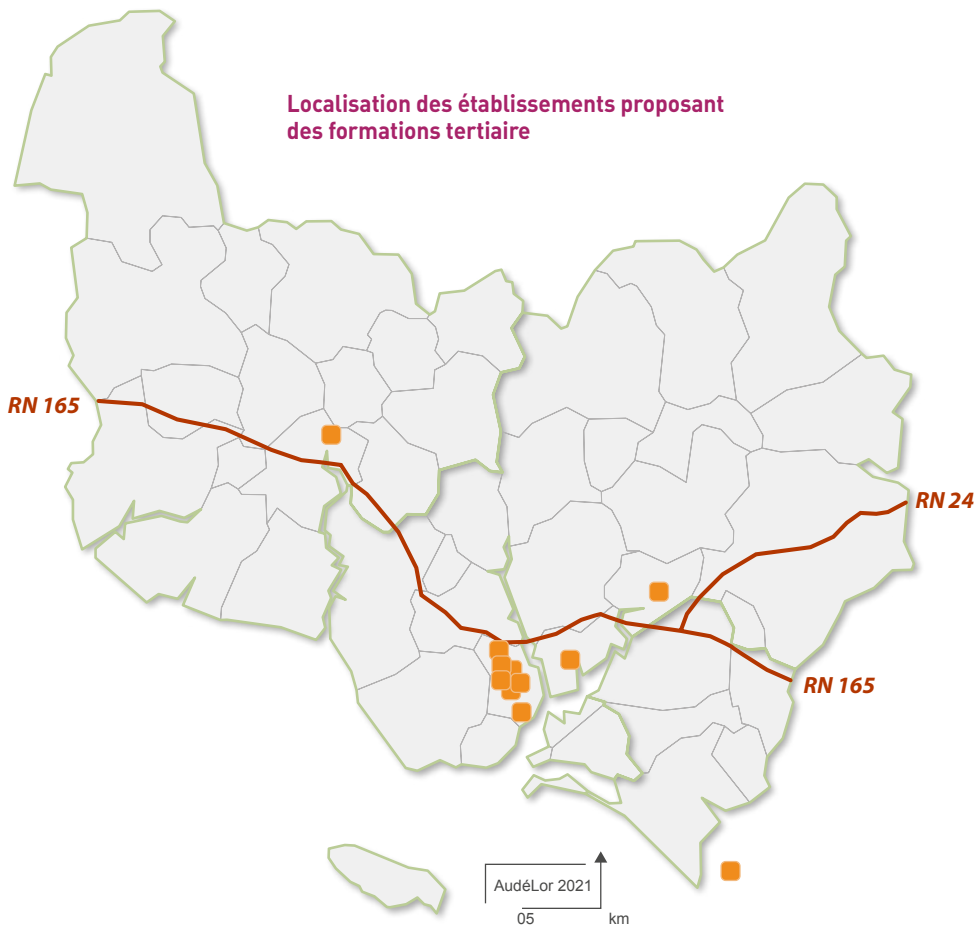 Localisation des établissements proposant
des formations tertiaire
RN 165
RN 24
RN 165
AudéLor 2021
05 km